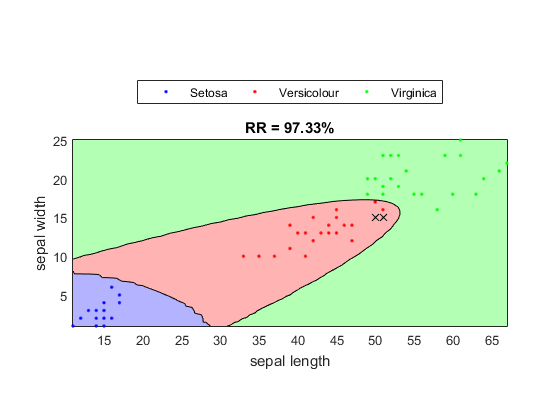 Setosa Versicolour Virginica
RR = 97.33%
25
20
15
10
5
sepal width
15 20 25 30 35 40 45 50 55 60 65
sepal length